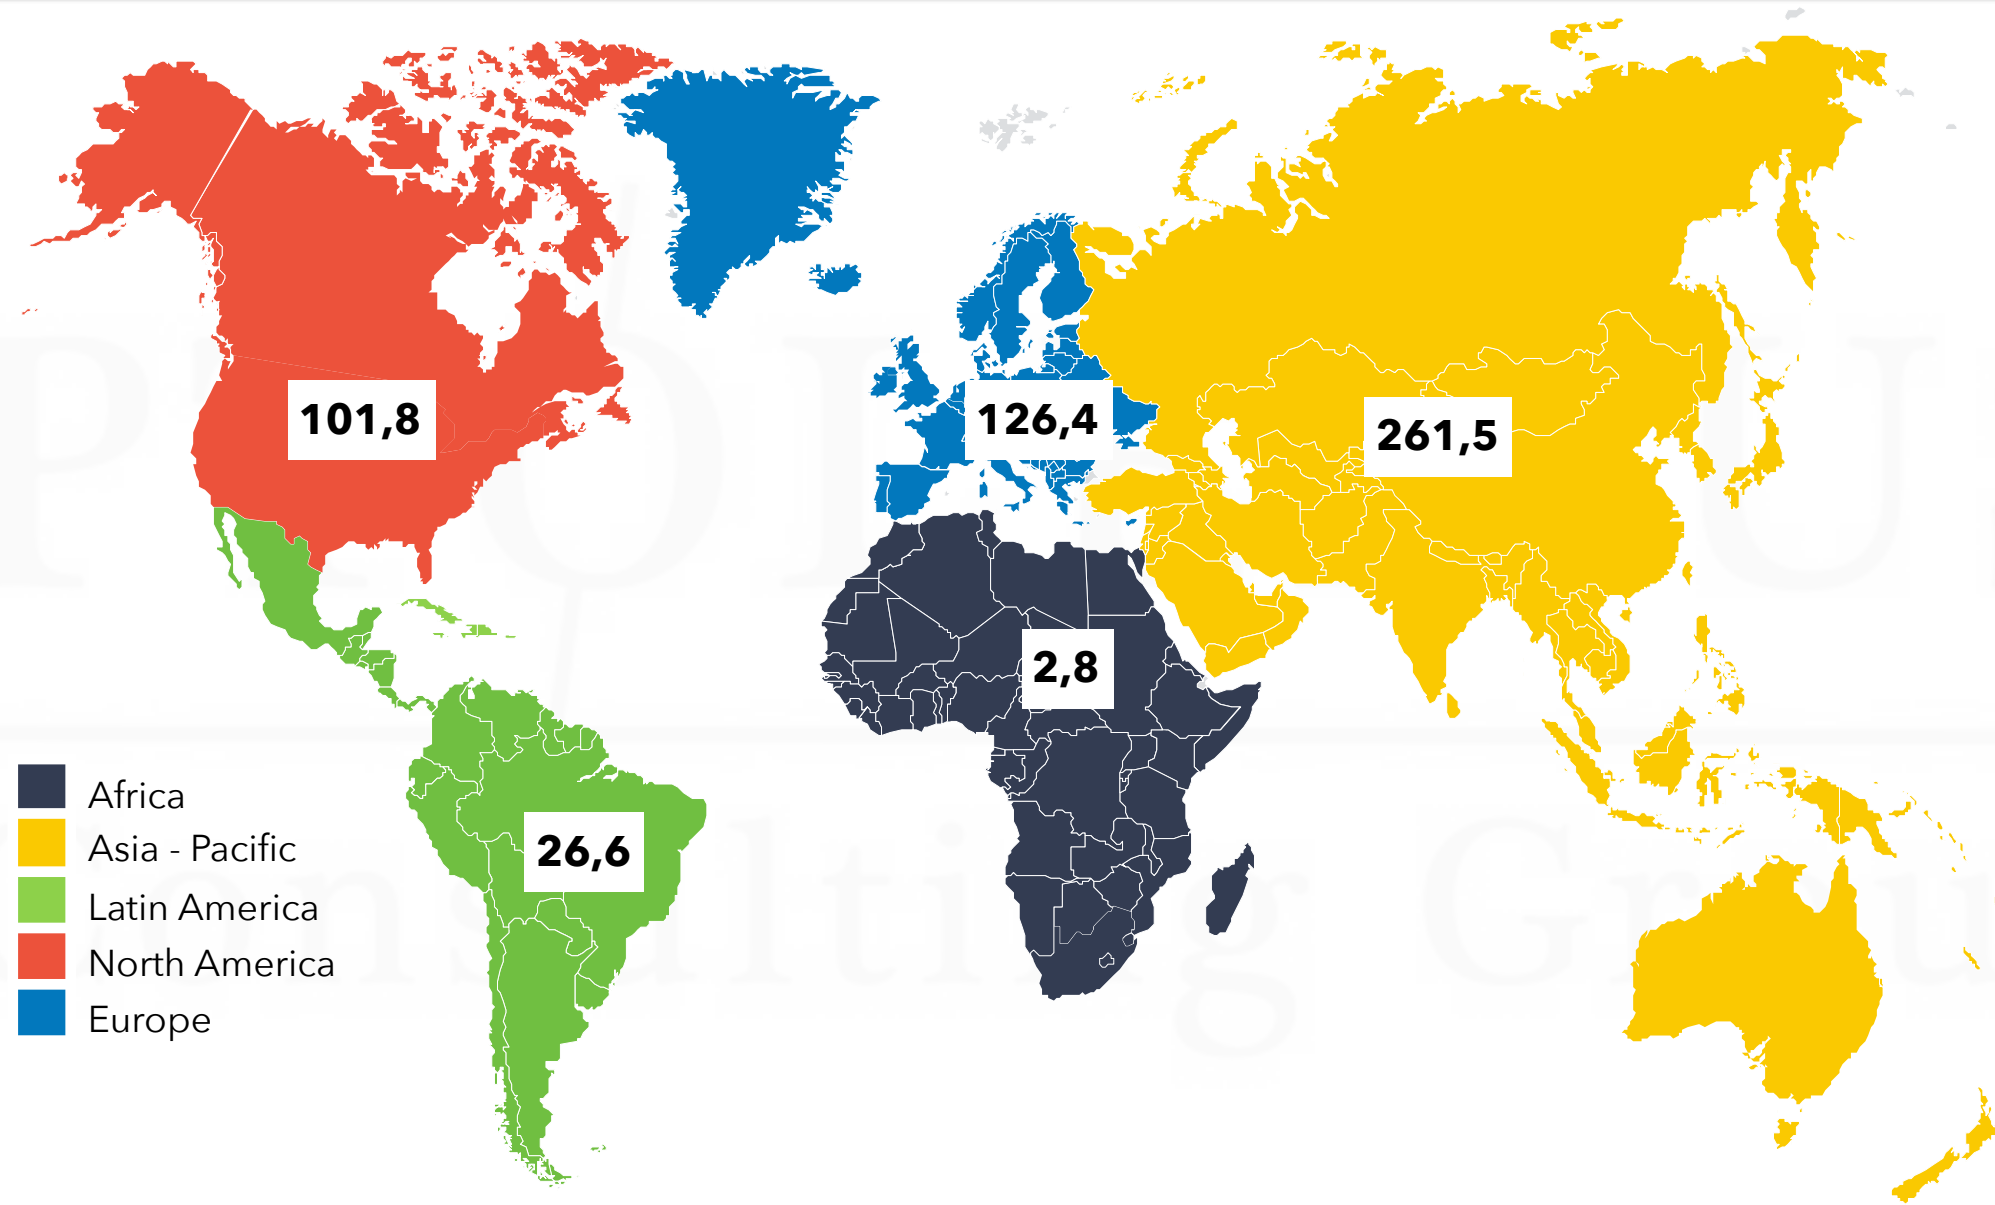 101,8
126,4
261,5
2,8
26,6
Africa
Asia - Pacific
Latin America
North America
Europe